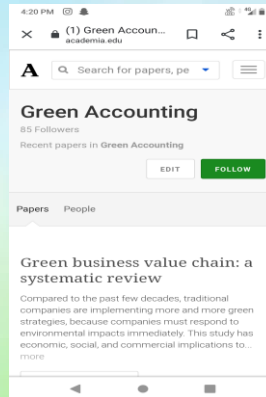 4:20 PM
(1) Green Accoun...
academia.edu
A Search for papers, pe
Green Accounting
85 Followers
Recent papers in Green Accounting
EDIT FOLLOW
Papers People
Green business value chain: a
systematic review
Compared to the past few decades, traditional
companies are implementing more and more green
strategies, because companies must respond to
environmental impacts immediately. This study has
economic, social, and commercial implications to...
more